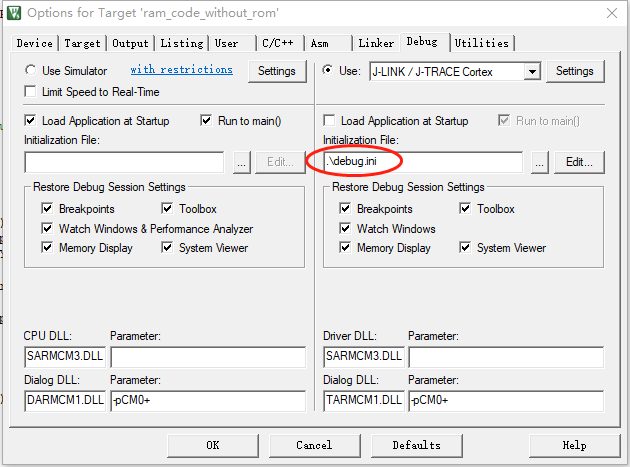 Options for Target 'ram_code_without_rom'
Device Target Output Listing User C/C++ Asm Linker Debug Utilities
Use Simulator with restrictions Settings
Limit Speed to Real-Time
Use: J-LINK / J-TRACE Cortex Settings
Load Application at Startup Run to main()
Initialization File:
... Edit...
Load Application at Startup Run to main()
Initialization File:
.\debug.ini ... Edit...
Restore Debug Session Settings
Breakpoints Toolbox
Watch Windows & Performance Analyzer
Memory Display System Viewer
Restore Debug Session Settings
Breakpoints Toolbox
Watch Windows
Memory Display System Viewer
CPU DLL: Parameter:
SARMCM3.DLL
Dialog DLL: Parameter:
DARMCM1.DLL -pCM0+
Driver DLL: Parameter:
SARMCM3.DLL
Dialog DLL: Parameter:
TARMCM1.DLL -pCM0+
OK Cancel Defaults Help